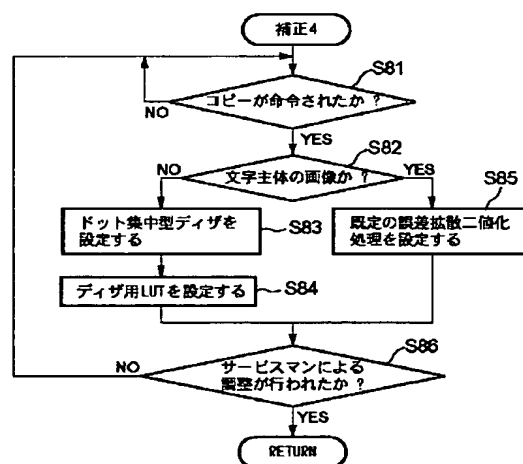 補正4
S81
コピーが命令されたか ?
NO
YES
S82
NO
文字主体の画像か ?
YES
S85
ドット集中型ディザを
設定する
S83
既定の誤差拡散二値化
処理を設定する
ディザ用LUTを設定する
S84
S86
NO
サービスマンによる
調整が行われたか ?
YES
RETURN